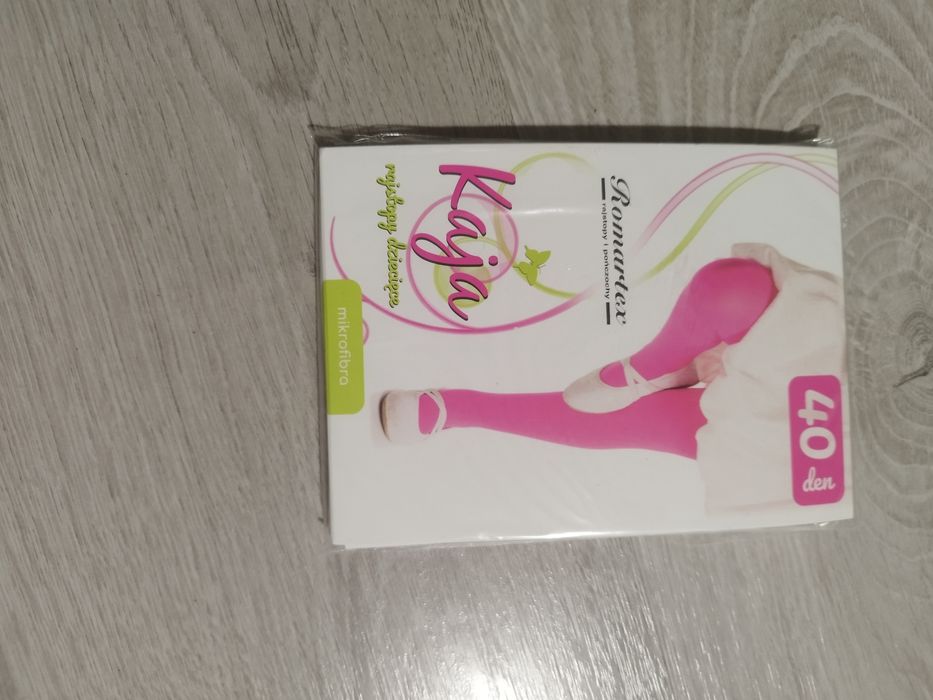 Romartex
rajstopy i pończochy
Kaja
rajstopy dziecięce
40
den
mikrofibra